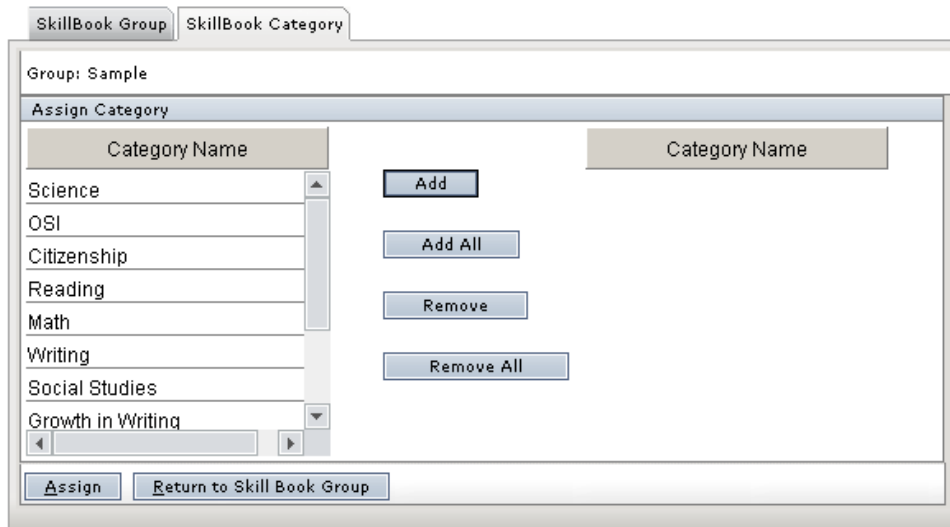 SkillBook Group SkillBook Category
Group: Sample
Assign Category
Category Name Category Name
Science
OSI
Citizenship
Reading
Math
Writing
Social Studies
Growth in Writing
Add
Add All
Remove
Remove All
Assign Return to Skill Book Group